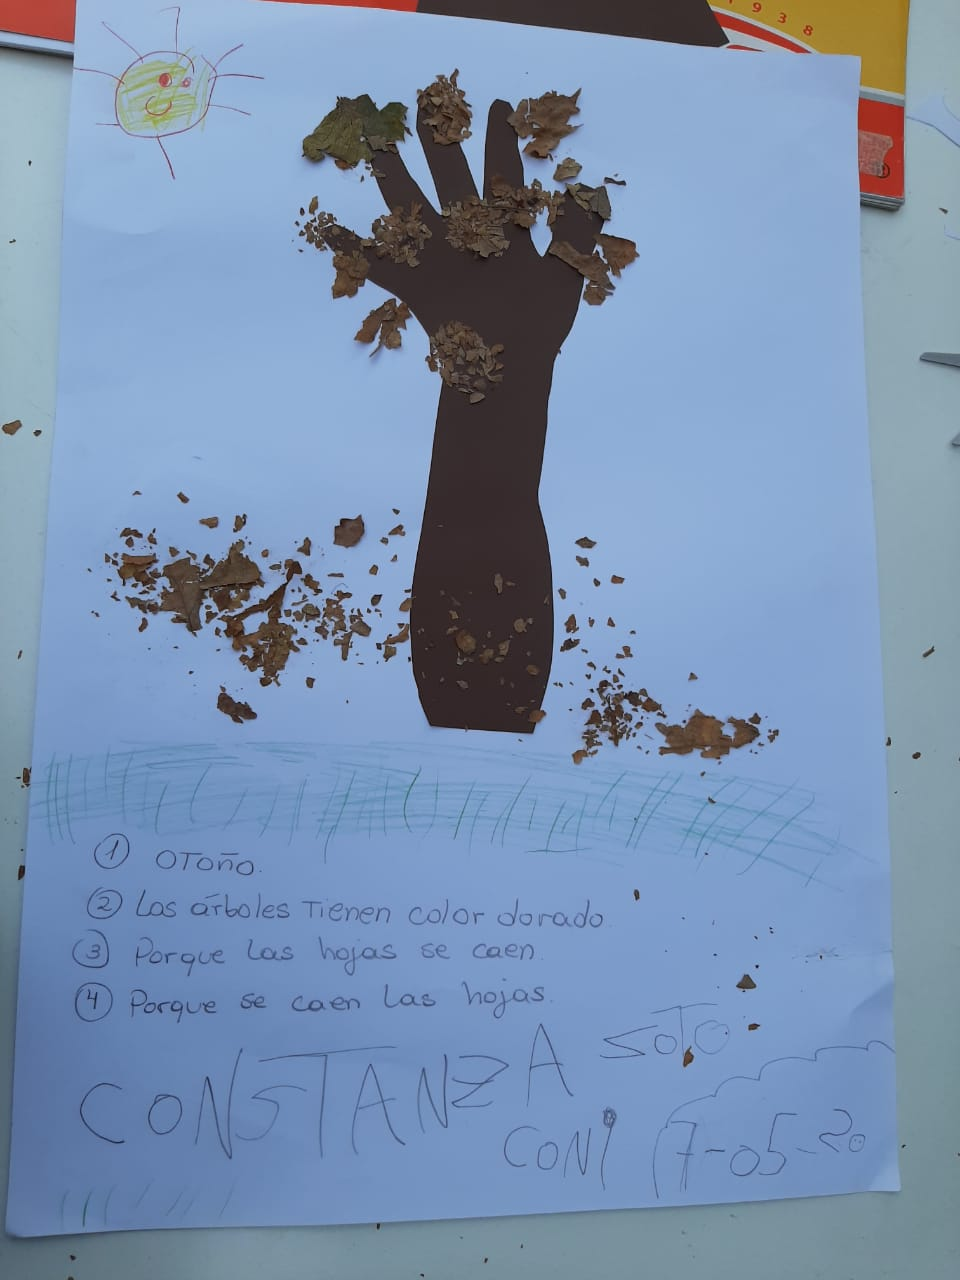 1938
① OTOÑO.
② Los árboles Tienen color dorado
③ Porque Las hojas se caen.
④ Porque se caen Las hojas.
CONSTANZA SOTO
CONI 7-05-20